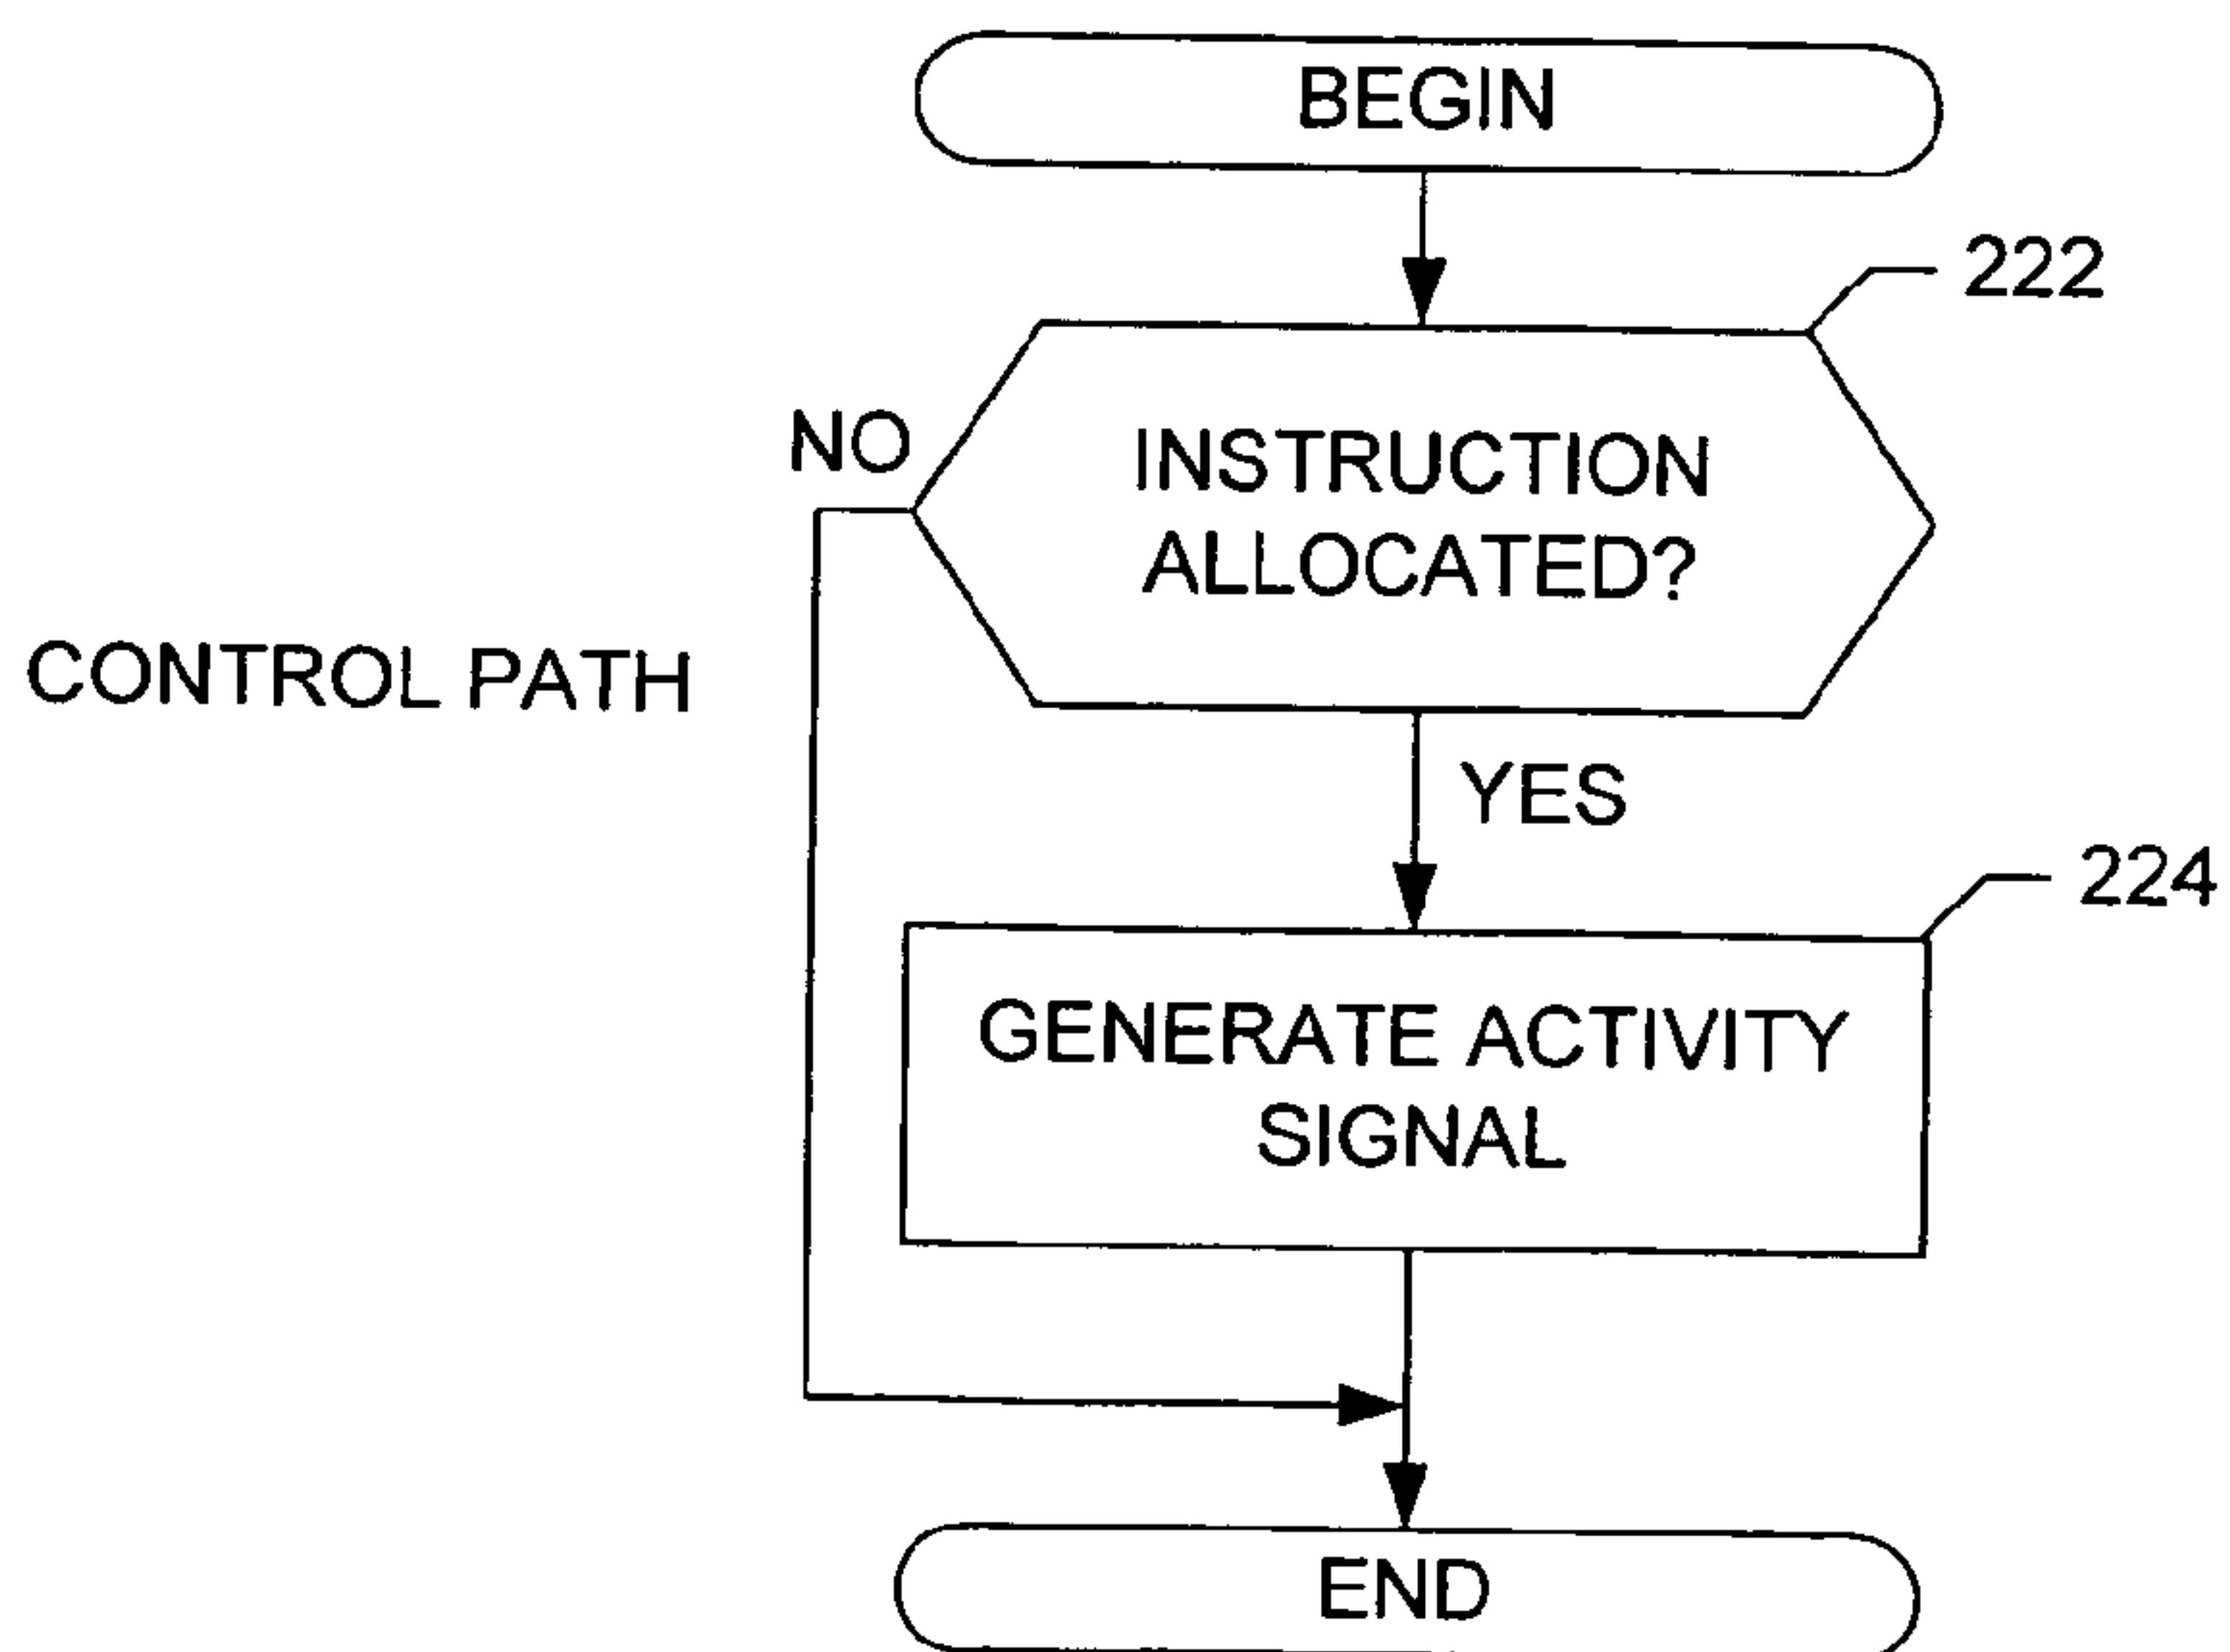 BEGIN
222
NO
INSTRUCTION
ALLOCATED?
CONTROL PATH
YES
224
GENERATE ACTIVITY
SIGNAL
END